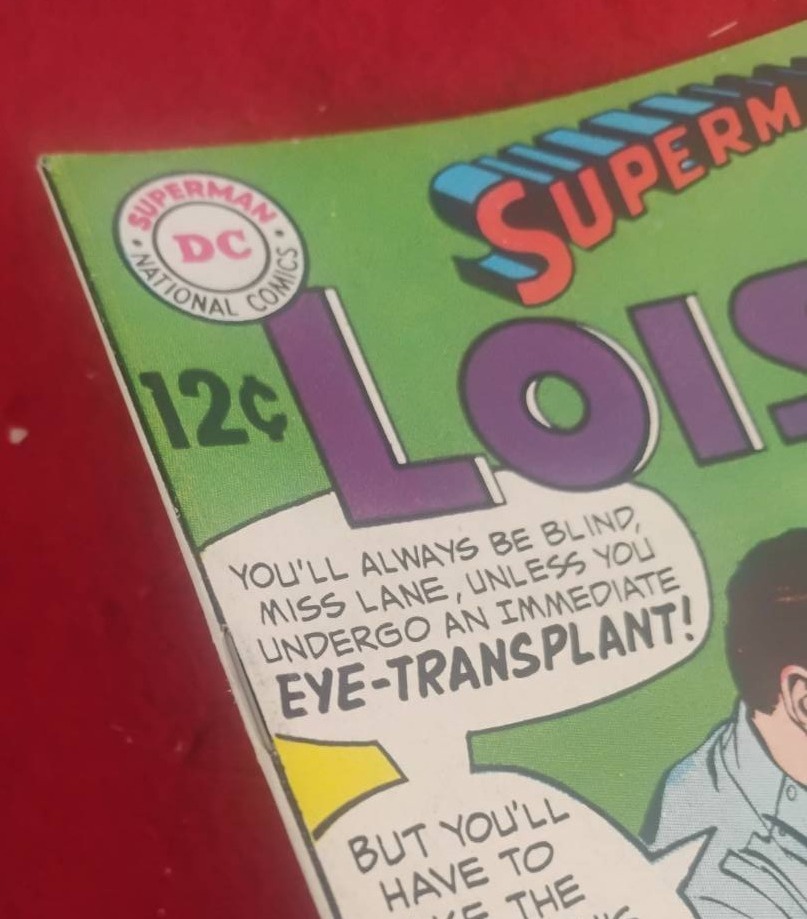 SUPERMAN
DC
NATIONAL COMICS
SUPERM
LOIS
12¢
YOU'LL ALWAYS BE BLIND,
MISS LANE, UNLESS YOU
UNDERGO AN IMMEDIATE
EYE-TRANSPLANT!
BUT YOU'LL
HAVE TO
THE